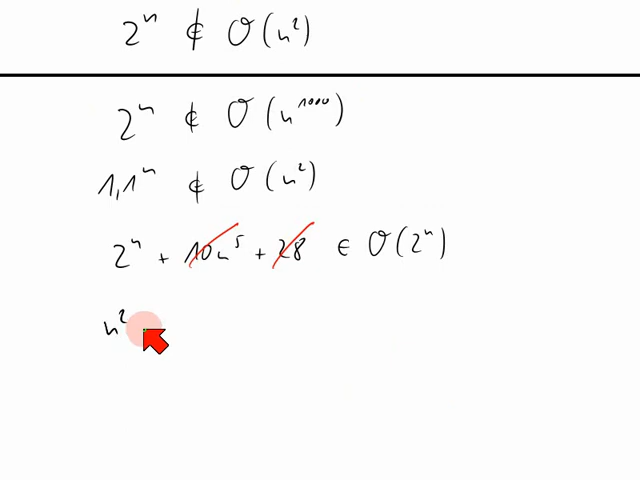 2ⁿ ∉ O(n²)
2ⁿ ∉ O(n¹⁰⁰⁰)
1,1ⁿ ∉ O(n²)
2ⁿ + 10n⁵ + 28 ∈ O(2ⁿ)
n²